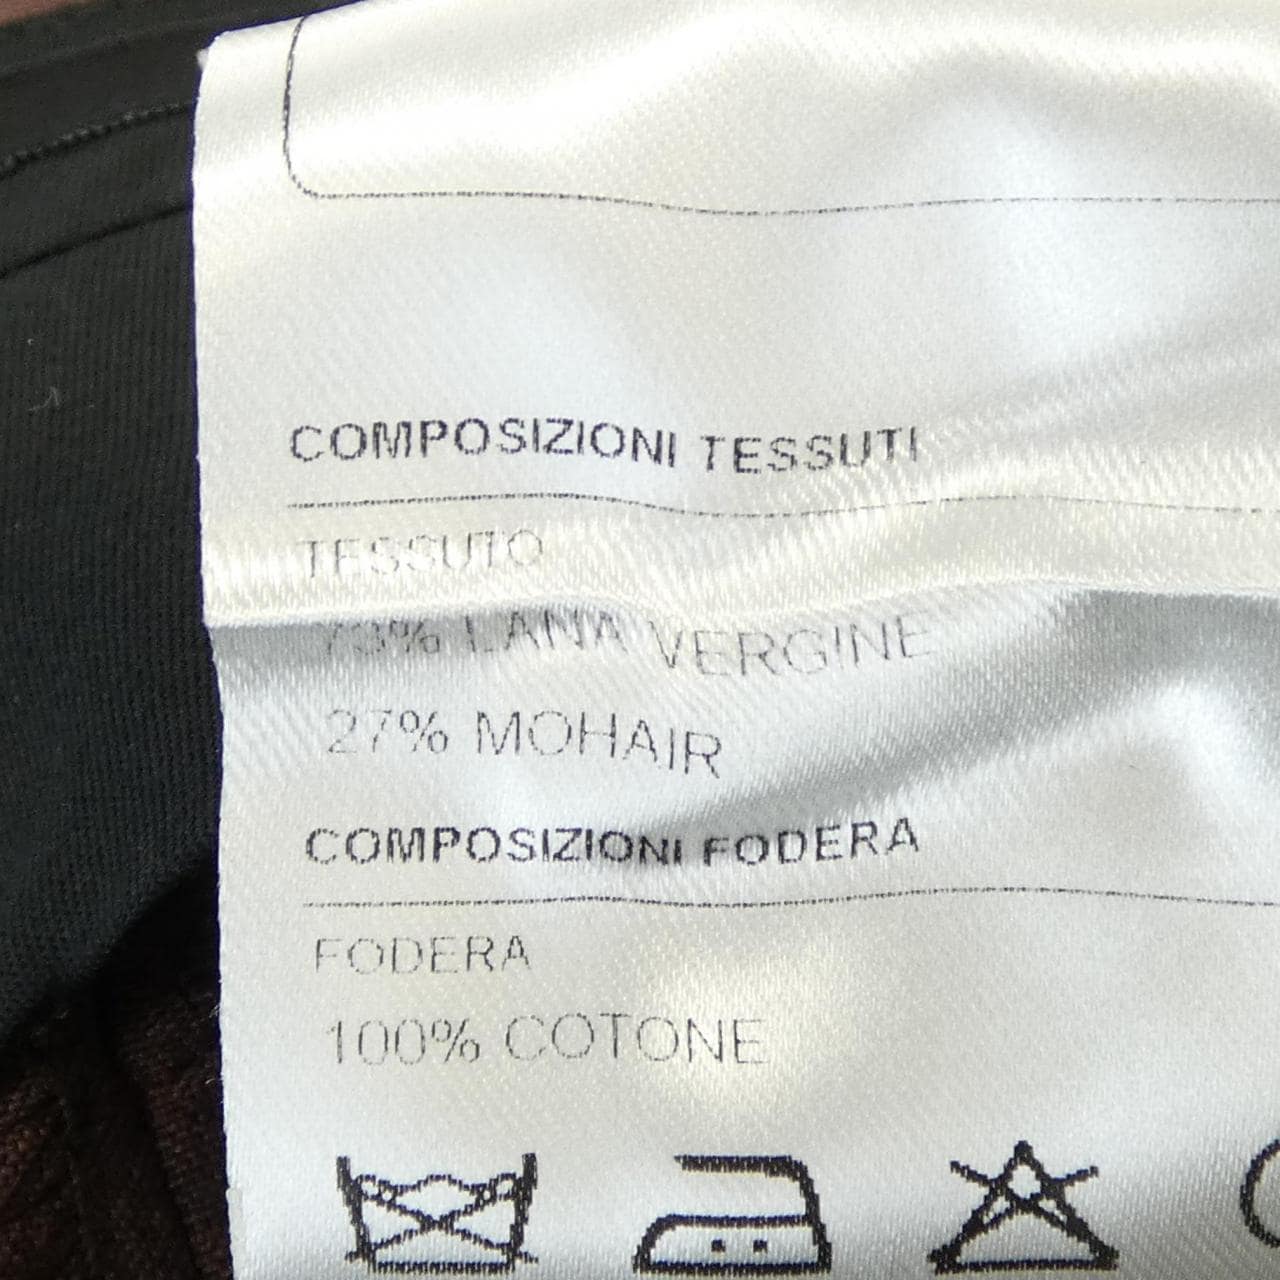 COMPOSIZIONI TESSUTI
TESSUTO
73% LANA VERGINE
27% MOHAIR
COMPOSIZIONI FODERA
FODERA
100% COTONE